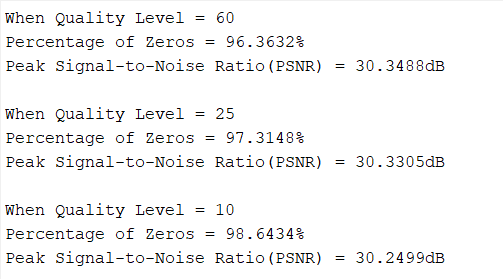 When Quality Level = 60
Percentage of Zeros = 96.3632%
Peak Signal-to-Noise Ratio(PSNR) = 30.3488dB
When Quality Level = 25
Percentage of Zeros = 97.3148%
Peak Signal-to-Noise Ratio(PSNR) = 30.3305dB
When Quality Level = 10
Percentage of Zeros = 98.6434%
Peak Signal-to-Noise Ratio(PSNR) = 30.2499dB